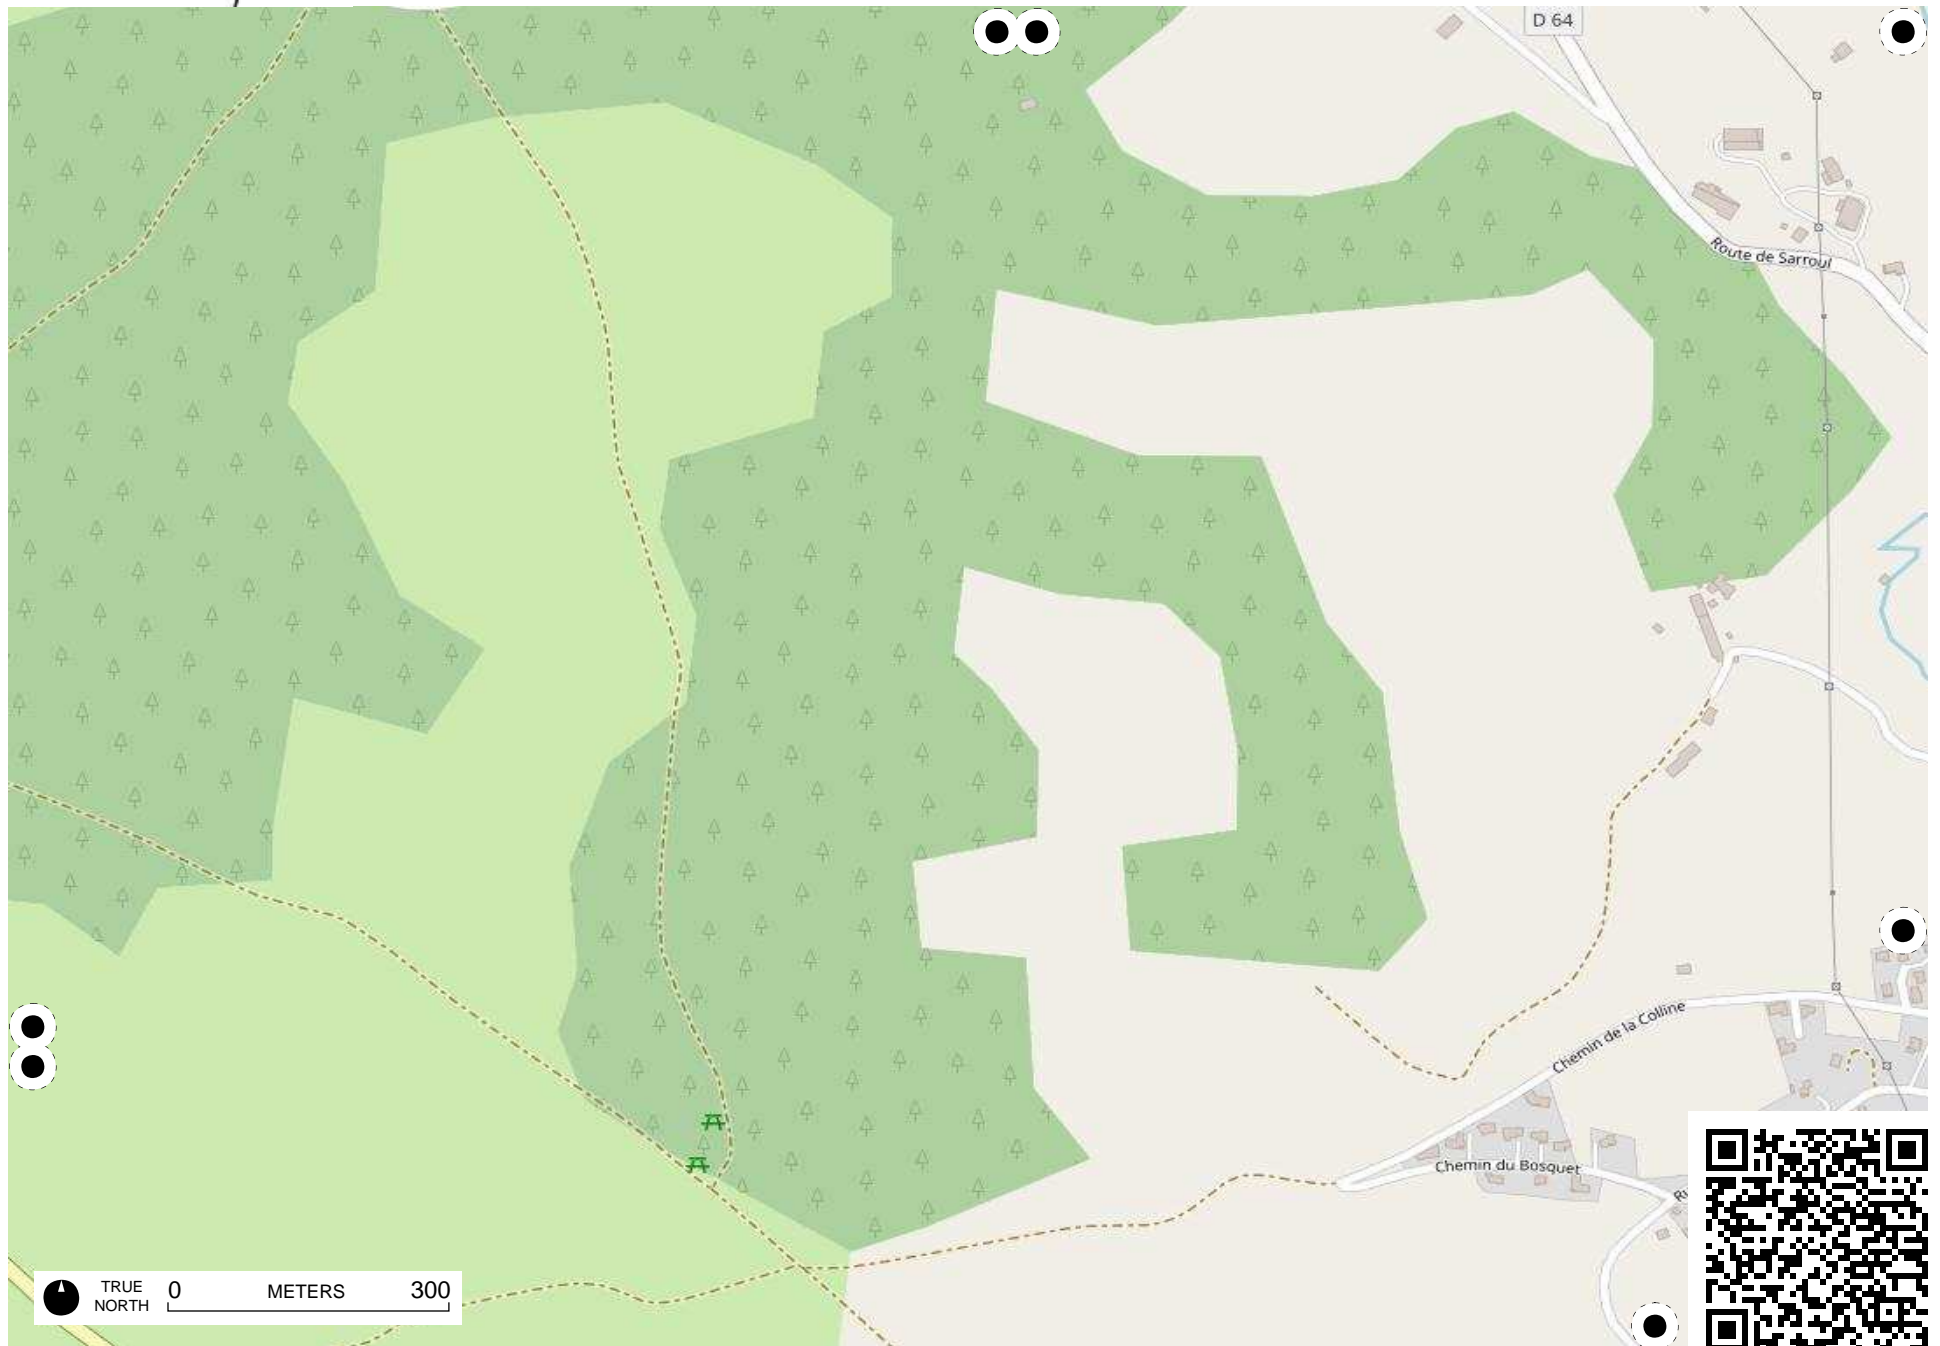 D 64
Route de Sarroul
Chemin de la Colline
Chemin du Bosquet
TRUE
NORTH
0 METERS 300